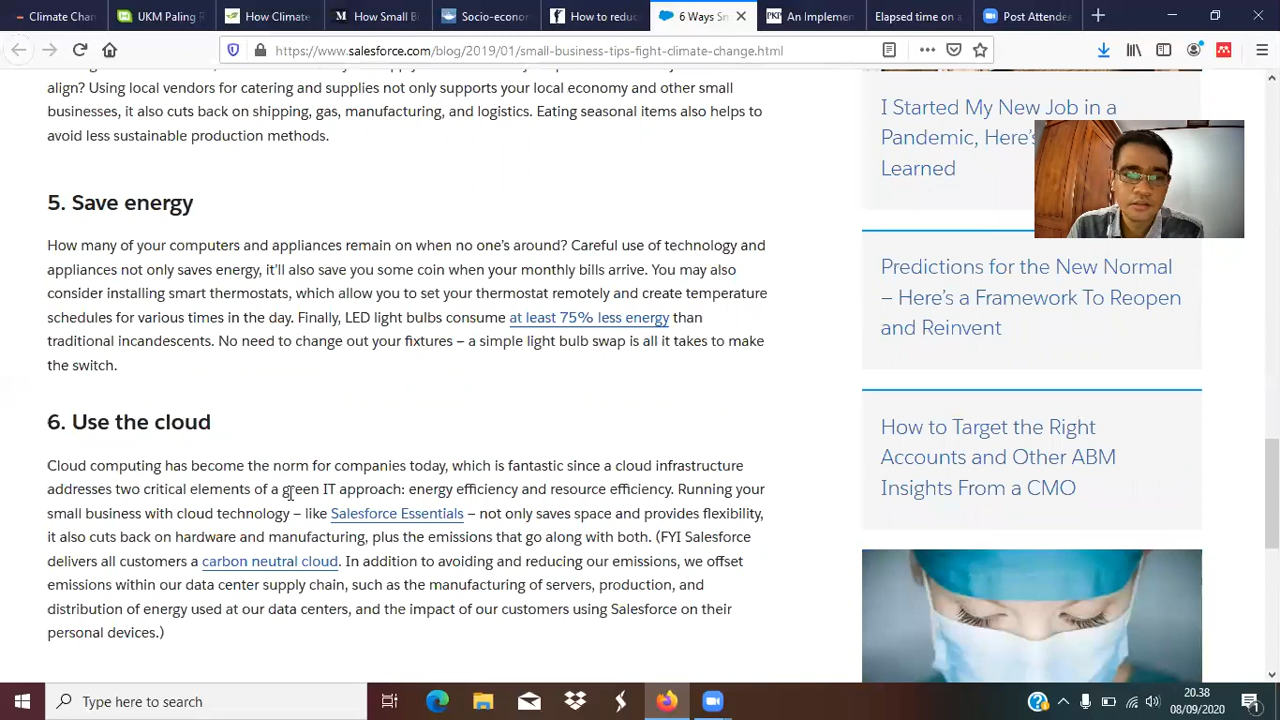 Climate Chan
UKM Paling R
How Climate
How Small Bu
Socio-econo
How to reduc
6 Ways Sm
An Implemen
Elapsed time on a
Post Attendee
https://www.salesforce.com/blog/2019/01/small-business-tips-fight-climate-change.html
align? Using local vendors for catering and supplies not only supports your local economy and other small
businesses, it also cuts back on shipping, gas, manufacturing, and logistics. Eating seasonal items also helps to
avoid less sustainable production methods.
5. Save energy
How many of your computers and appliances remain on when no one's around? Careful use of technology and
appliances not only saves energy, it'll also save you some coin when your monthly bills arrive. You may also
consider installing smart thermostats, which allow you to set your thermostat remotely and create temperature
schedules for various times in the day. Finally, LED light bulbs consume at least 75% less energy than
traditional incandescents. No need to change out your fixtures – a simple light bulb swap is all it takes to make
the switch.
6. Use the cloud
Cloud computing has become the norm for companies today, which is fantastic since a cloud infrastructure
addresses two critical elements of a green IT approach: energy efficiency and resource efficiency. Running your
small business with cloud technology – like Salesforce Essentials – not only saves space and provides flexibility,
it also cuts back on hardware and manufacturing, plus the emissions that go along with both. (FYI Salesforce
delivers all customers a carbon neutral cloud. In addition to avoiding and reducing our emissions, we offset
emissions within our data center supply chain, such as the manufacturing of servers, production, and
distribution of energy used at our data centers, and the impact of our customers using Salesforce on their
personal devices.)
I Started My New Job in a
Pandemic, Here's
Learned
Predictions for the New Normal
– Here's a Framework To Reopen
and Reinvent
How to Target the Right
Accounts and Other ABM
Insights From a CMO
Type here to search
20.38
08/09/2020